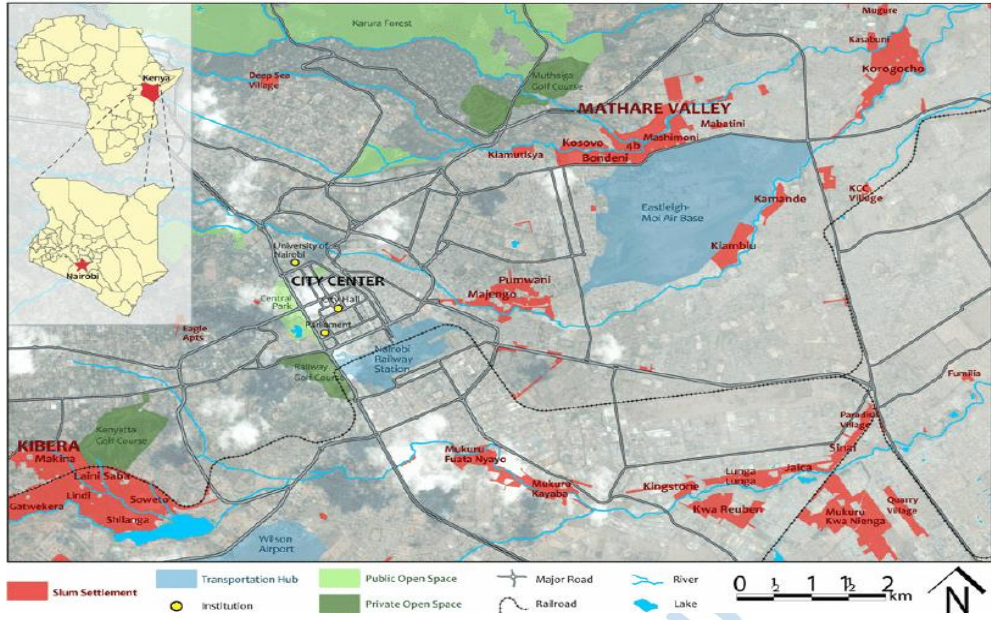 Kenya
Nairobi
Karura Forest
Deep Sea
Village
Muthaiga
Golf Course
Mugure
Kasabuni
Korogocho
MATHARE VALLEY
Mabatini
Mashimoni
Kosovo
4b
Kiamutisya
Bondeni
Eastleigh-
Moi Air Base
Kamande
KCC
Village
Kiambiu
University of
Nairobi
CITY CENTER
Central
Park
City Hall
Parliament
Pumwani
Majengo
Eagle
Apts
Nairobi
Railway
Station
Railway
Golf Course
Fumilia
Paradise
Village
Sinai
Kenyatta
Golf Course
KIBERA
Makina
Laini Saba
Lindi
Soweto
Gatwekera
Shilanga
Mukuru
Fuata Nyayo
Mukuru
Kayaba
Kingstone
Lunga
Lunga
Jaica
Kwa Reuben
Mukuru
Kwa Nienga
Quarry
Village
Wilson
Airport
Slum Settlement
Transportation Hub
Institution
Public Open Space
Private Open Space
Major Road
Railroad
River
Lake
0 ½ 1 1½ 2
km
N